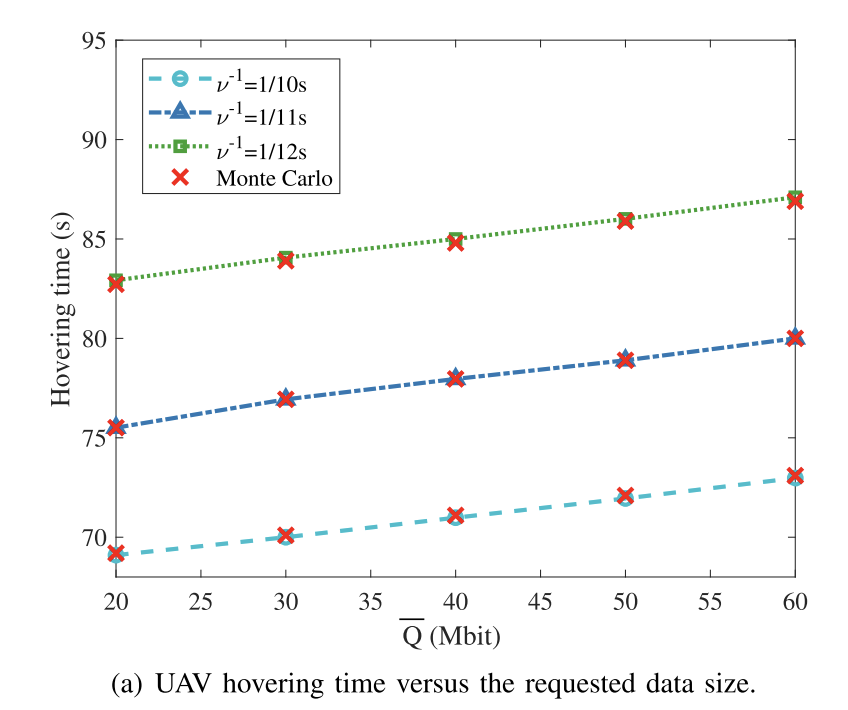 95
90
85
80
75
70
Hovering time (s)
ν⁻¹=1/10s
ν⁻¹=1/11s
ν⁻¹=1/12s
Monte Carlo
20 25 30 35 40 45 50 55 60
Q̅ (Mbit)
(a) UAV hovering time versus the requested data size.